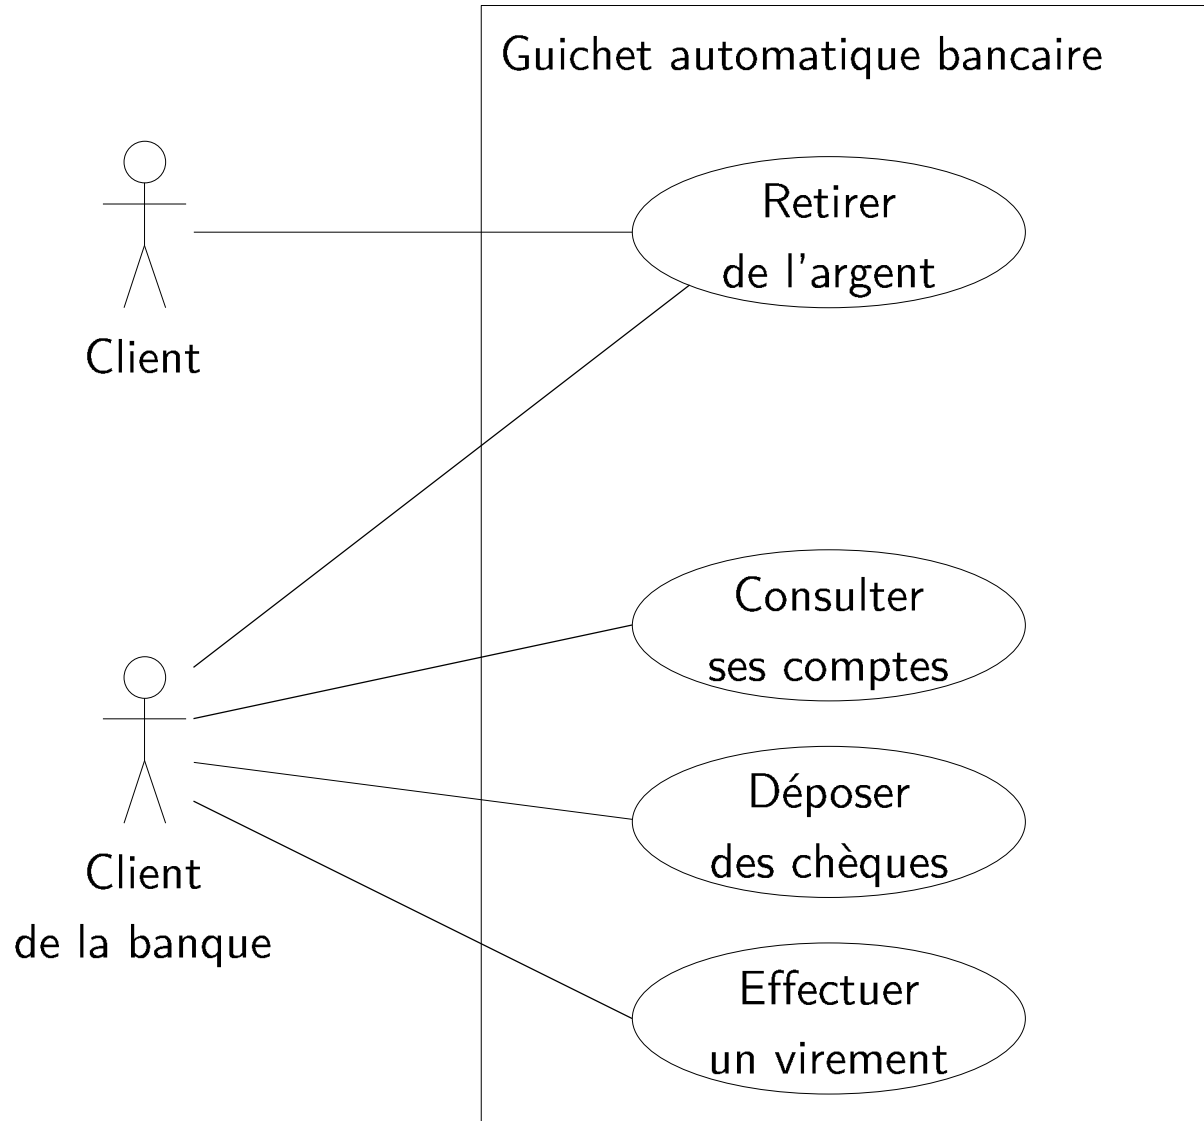 Guichet automatique bancaire
Retirer
de l'argent
Client
Consulter
ses comptes
Déposer
des chèques
Client
de la banque
Effectuer
un virement